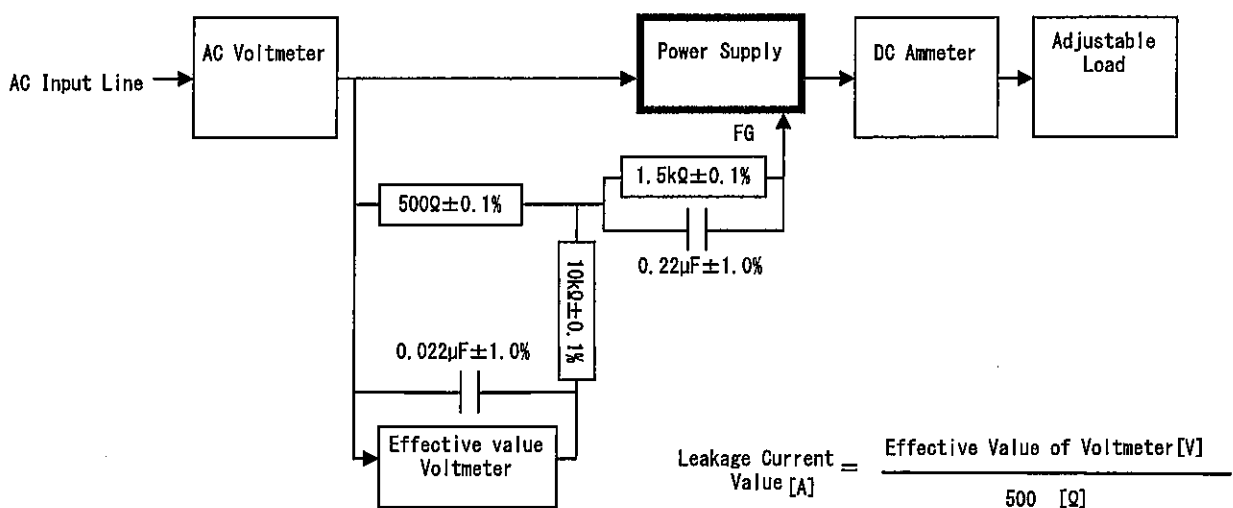 AC Voltmeter
Power Supply
DC Ammeter
Adjustable
Load
AC Input Line
FG
1.5kΩ±0.1%
500Ω±0.1%
0.22μF±1.0%
10kΩ±0.1%
0.022μF±1.0%
Effective value
Voltmeter
Leakage Current
Value [A]
=
Effective Value of Voltmeter[V]
500 [Ω]